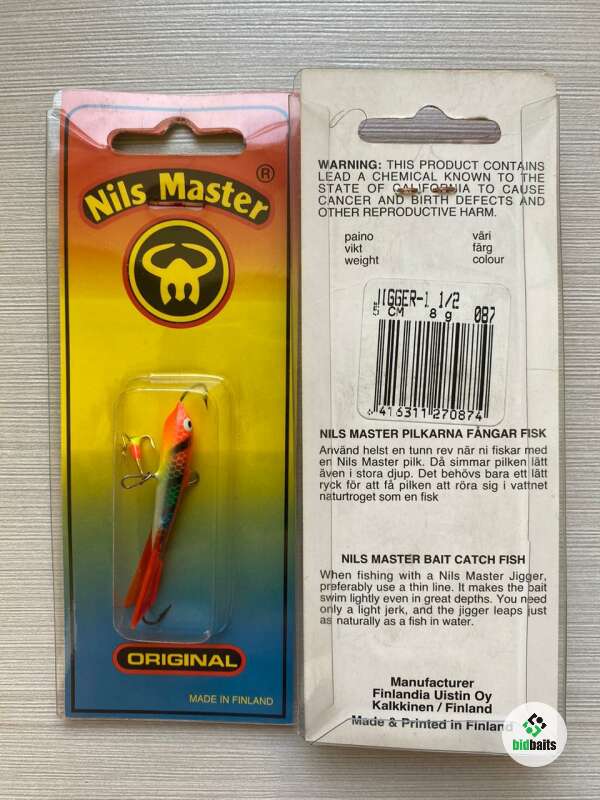 Nils Master ®
ORIGINAL
MADE IN FINLAND
WARNING: THIS PRODUCT CONTAINS
LEAD A CHEMICAL KNOWN TO THE
STATE OF CALIFORNIA TO CAUSE
CANCER AND BIRTH DEFECTS AND
OTHER REPRODUCTIVE HARM.
paino väri
vikt färg
weight colour
JIGGER-1 1/2
5 CM 8 g 087
6 416311 270874
NILS MASTER PILKARNA FÅNGAR FISK
Använd helst en tunn rev när ni fiskar med
en Nils Master pilk. Då simmar pilken lätt
även i stora djup. Det behövs bara ett lätt
ryck för att få pilken att röra sig i vattnet
naturtroget som en fisk
NILS MASTER BAIT CATCH FISH
When fishing with a Nils Master Jigger,
preferably use a thin line. It makes the bait
swim lightly even in great depths. You need
only a light jerk, and the jigger leaps just
as naturally as a fish in water.
Manufacturer
Finlandia Uistin Oy
Kalkkinen / Finland
Made & Printed in Finland
bidbaits